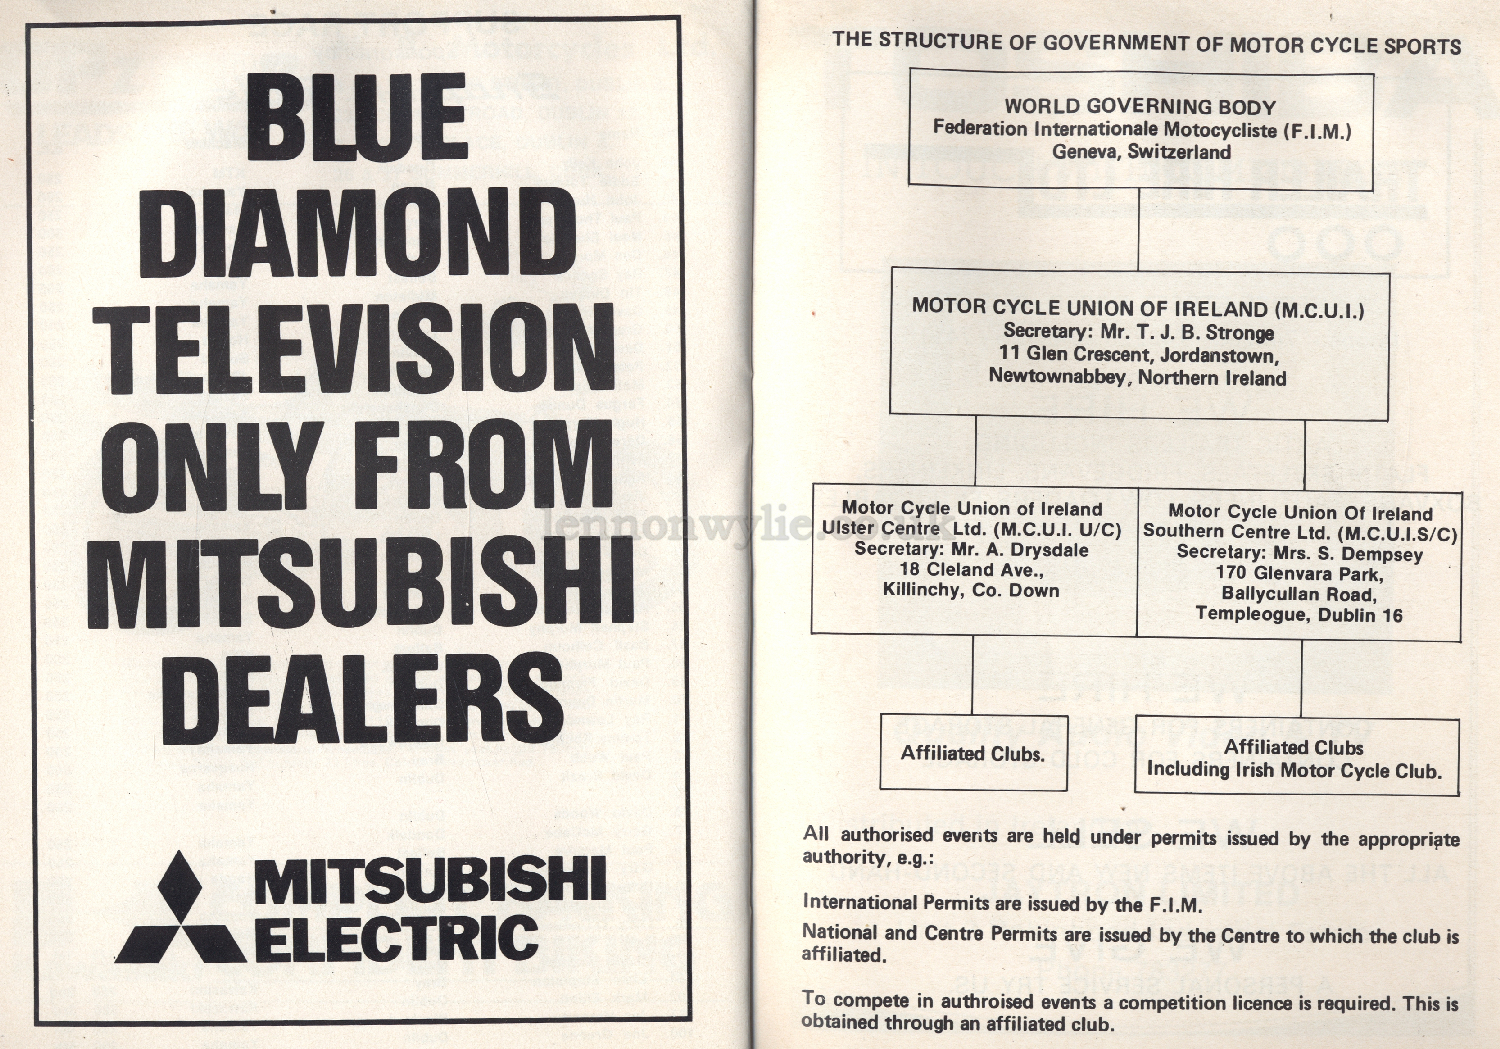 BLUE
DIAMOND
TELEVISION
ONLY FROM
MITSUBISHI
DEALERS
MITSUBISHI
ELECTRIC
THE STRUCTURE OF GOVERNMENT OF MOTOR CYCLE SPORTS
WORLD GOVERNING BODY
Federation Internationale Motocycliste (F.I.M.)
Geneva, Switzerland
MOTOR CYCLE UNION OF IRELAND (M.C.U.I.)
Secretary: Mr. T. J. B. Stronge
11 Glen Crescent, Jordanstown,
Newtownabbey, Northern Ireland
Motor Cycle Union of Ireland
Ulster Centre Ltd. (M.C.U.I. U/C)
Secretary: Mr. A. Drysdale
18 Cleland Ave.,
Killinchy, Co. Down
Motor Cycle Union Of Ireland
Southern Centre Ltd. (M.C.U.I.S/C)
Secretary: Mrs. S. Dempsey
170 Glenvara Park,
Ballycullan Road,
Templeogue, Dublin 16
Affiliated Clubs.
Affiliated Clubs
Including Irish Motor Cycle Club.
All authorised events are held under permits issued by the appropriate
authority, e.g.:
International Permits are issued by the F.I.M.
National and Centre Permits are issued by the Centre to which the club is
affiliated.
To compete in authroised events a competition licence is required. This is
obtained through an affiliated club.
lennonwylie.co.uk